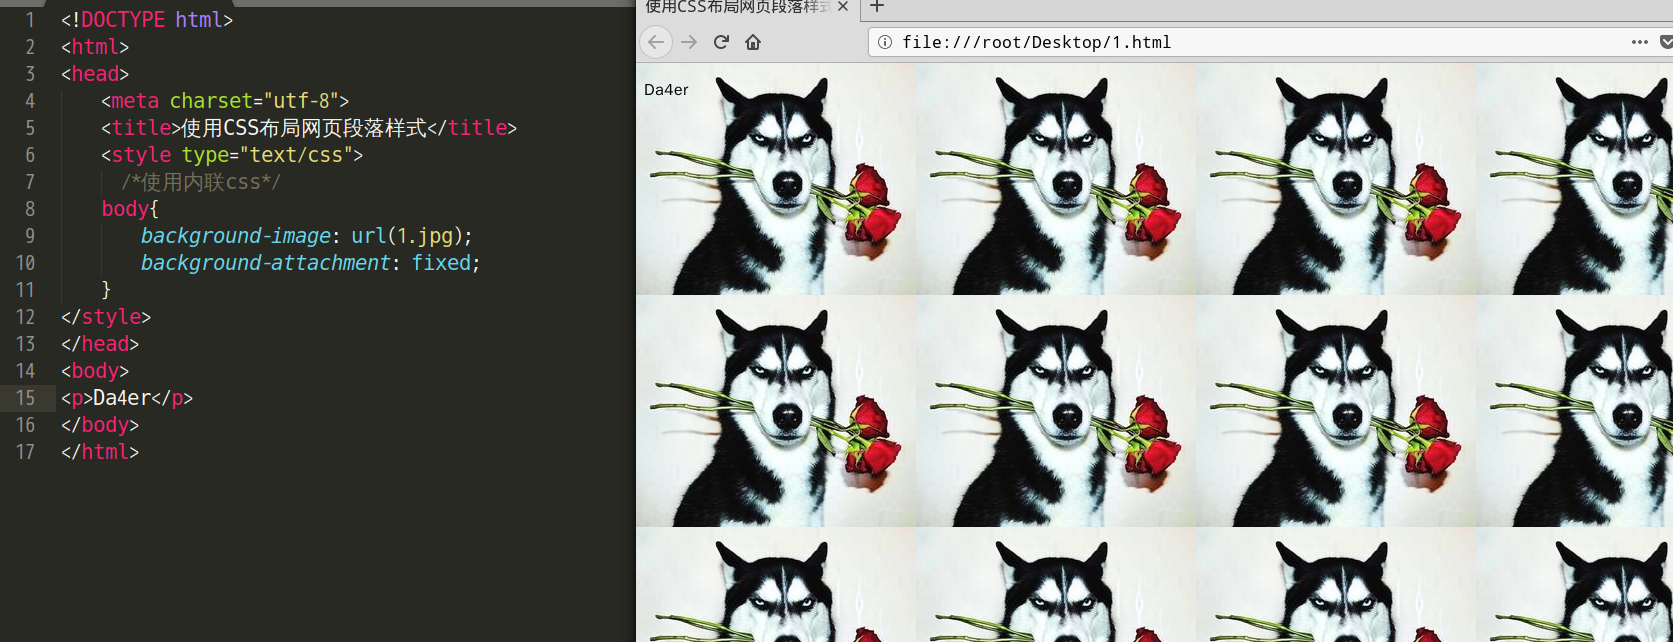 1 <!DOCTYPE html>
2 <html>
3 <head>
4 <meta charset="utf-8">
5 <title>使用CSS布局网页段落样式</title>
6 <style type="text/css">
7 /*使用内联css*/
8 body{
9 background-image: url(1.jpg);
10 background-attachment: fixed;
11 }
12 </style>
13 </head>
14 <body>
15 <p>Da4er</p>
16 </body>
17 </html>
使用CSS布局网页段落样式
file:///root/Desktop/1.html
Da4er